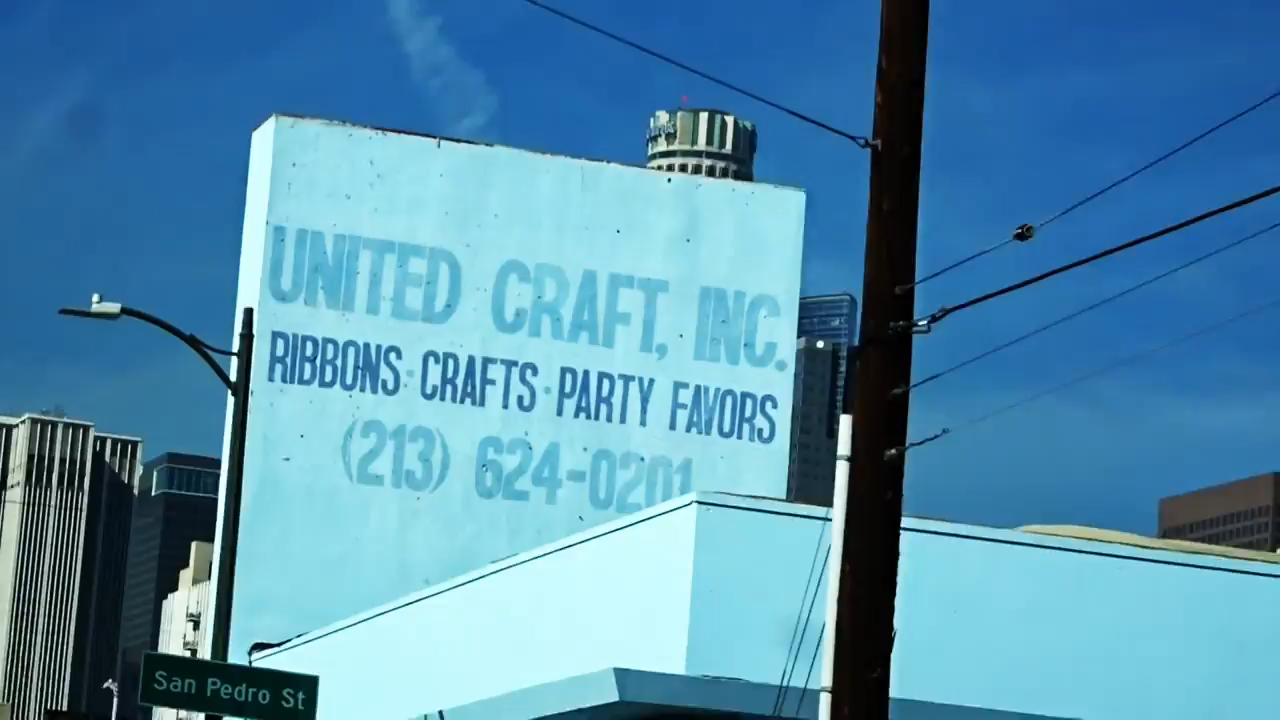 UNITED CRAFT, INC.
RIBBONS·CRAFTS·PARTY FAVORS
(213) 624-0201
San Pedro St